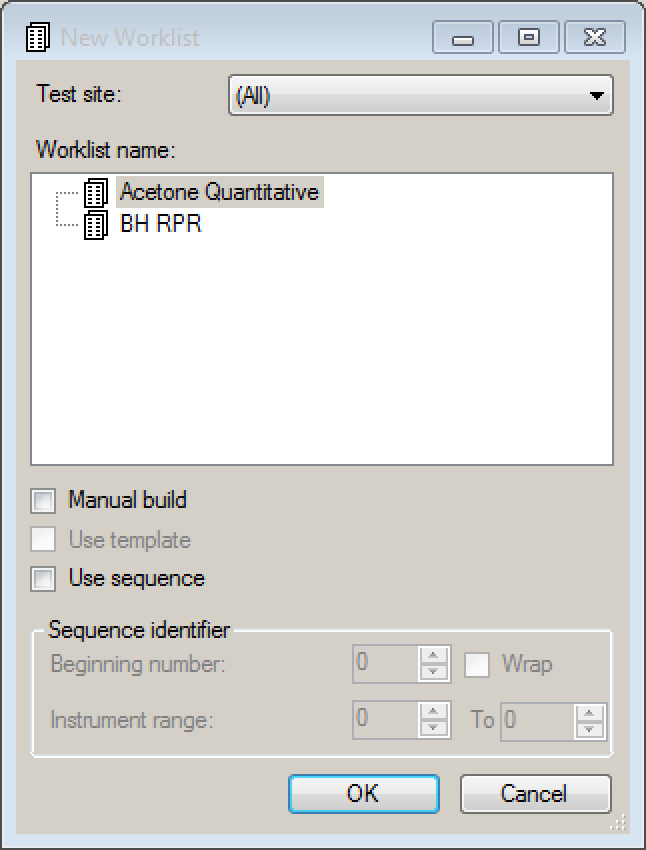 New Worklist
Test site: (All)
Worklist name:
Acetone Quantitative
BH RPR
Manual build
Use template
Use sequence
Sequence identifier
Beginning number: 0 Wrap
Instrument range: 0 To 0
OK Cancel